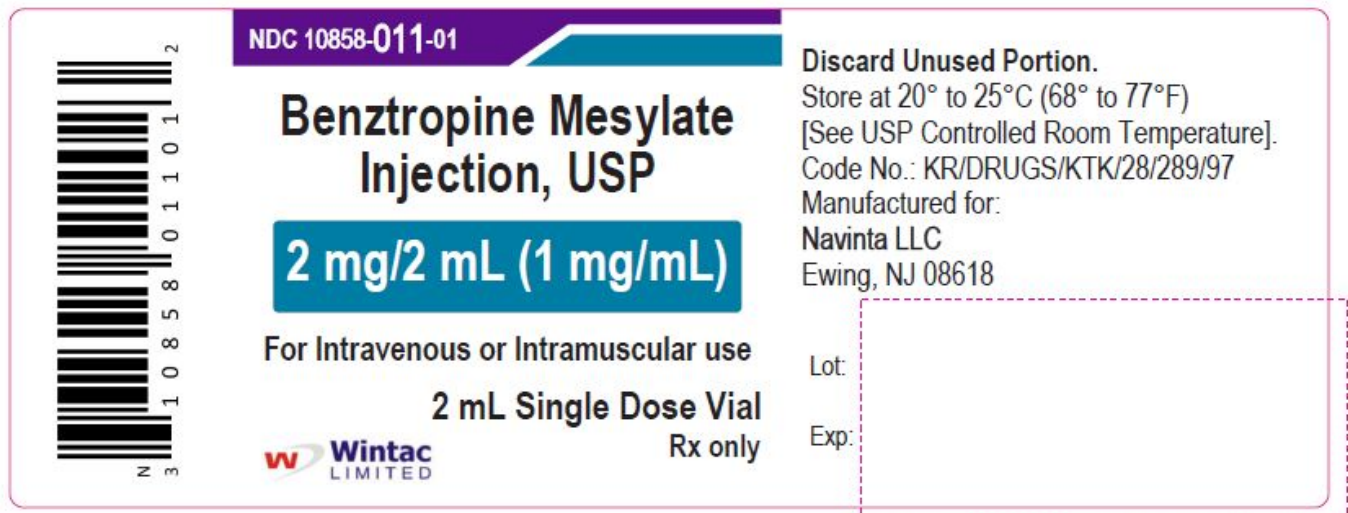 NDC 10858-011-01
Benztropine Mesylate
Injection, USP
2 mg/2 mL (1 mg/mL)
For Intravenous or Intramuscular use
2 mL Single Dose Vial
Rx only
W Wintac
LIMITED
N 3 10858 01101 2
Discard Unused Portion.
Store at 20° to 25°C (68° to 77°F)
[See USP Controlled Room Temperature].
Code No.: KR/DRUGS/KTK/28/289/97
Manufactured for:
Navinta LLC
Ewing, NJ 08618
Lot:
Exp: